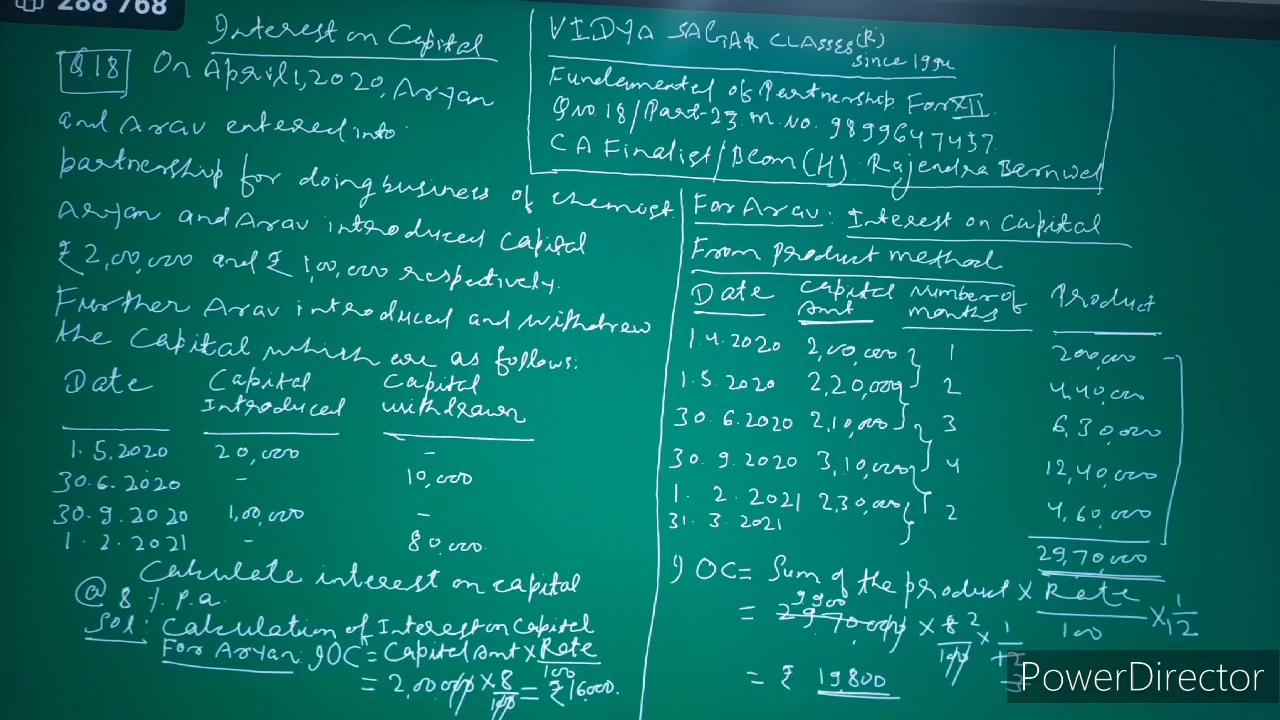 288 768
Interest on Capital
Q.18 On April 1, 2020, Aryan
and Arav entered into
partnership for doing business of chemist.
Aryan and Arav introduced capital
₹ 2,00,000 and ₹ 1,00,000 respectively.
Further Arav introduced and withdrew
the Capital which are as follows:
Date Capital Introduced Capital withdrawn
1.5.2020 20,000 -
30.6.2020 - 10,000
30.9.2020 1,00,000 -
1.2.2021 - 80,000
Calculate interest on capital
@ 8 % p.a.
Sol: Calculation of Interest on Capital
For Aryan: IOC = Capital Amt x Rate/100
= 2,00,000 x 8/100 = ₹ 16000.
VIDYA SAGAR CLASSES (R)
since 1994
Fundamental of Partnership For XII
Q no. 18/Part-23. M. No. 9899647457
CA Finalist/Bcom (H). Rajendra Barnwal
For Arav: Interest on Capital
From Product method
Date Capital Amt Number of months Product
1.4.2020 2,00,000 1 200,000
1.5.2020 2,20,000 2 4,40,000
30.6.2020 2,10,000 3 6,30,000
30.9.2020 3,10,000 4 12,40,000
1.2.2021 2,30,000 2 4,60,000
31.3.2021
29,70,000
IOC = Sum of the product x Rate/100 x 1/12
9900
= 29,70,000 x 8 2/100 x 1/12
3
= ₹ 19,800
PowerDirector